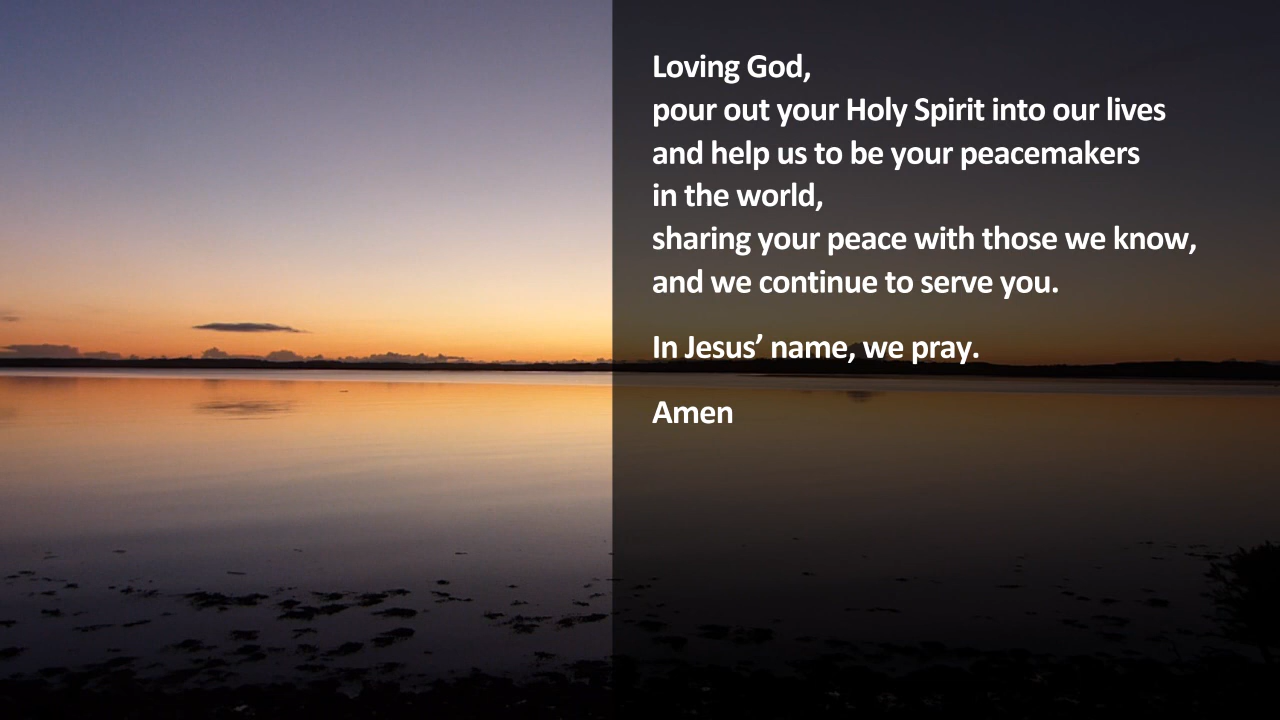 Loving God,
pour out your Holy Spirit into our lives
and help us to be your peacemakers
in the world,
sharing your peace with those we know,
and we continue to serve you.
In Jesus’ name, we pray.
Amen